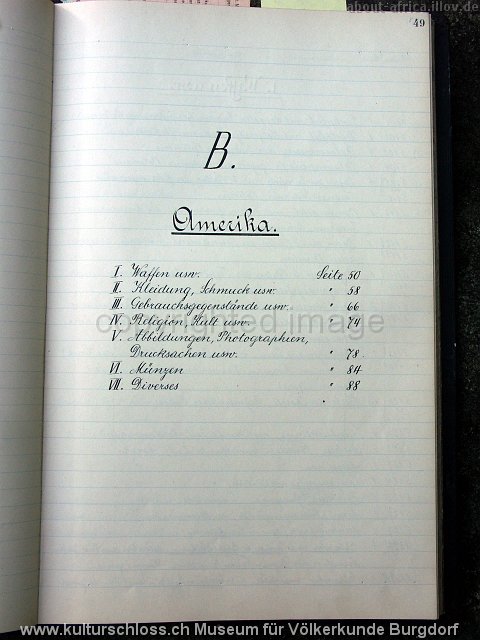 about-africa.illov.de
49
B.
Amerika.
I. Waffen usw. Seite 50
II. Kleidung, Schmuck usw. " 58
III. Gebrauchsgegenstände usw. " 66
IV. Religion, Kult usw. " 74
copyrighted image
V. Abbildungen, Photographien,
Drucksachen usw. " 78.
VI. Münzen " 84
VII. Diverses " 88
www.kulturschloss.ch Museum für Völkerkunde Burgdorf